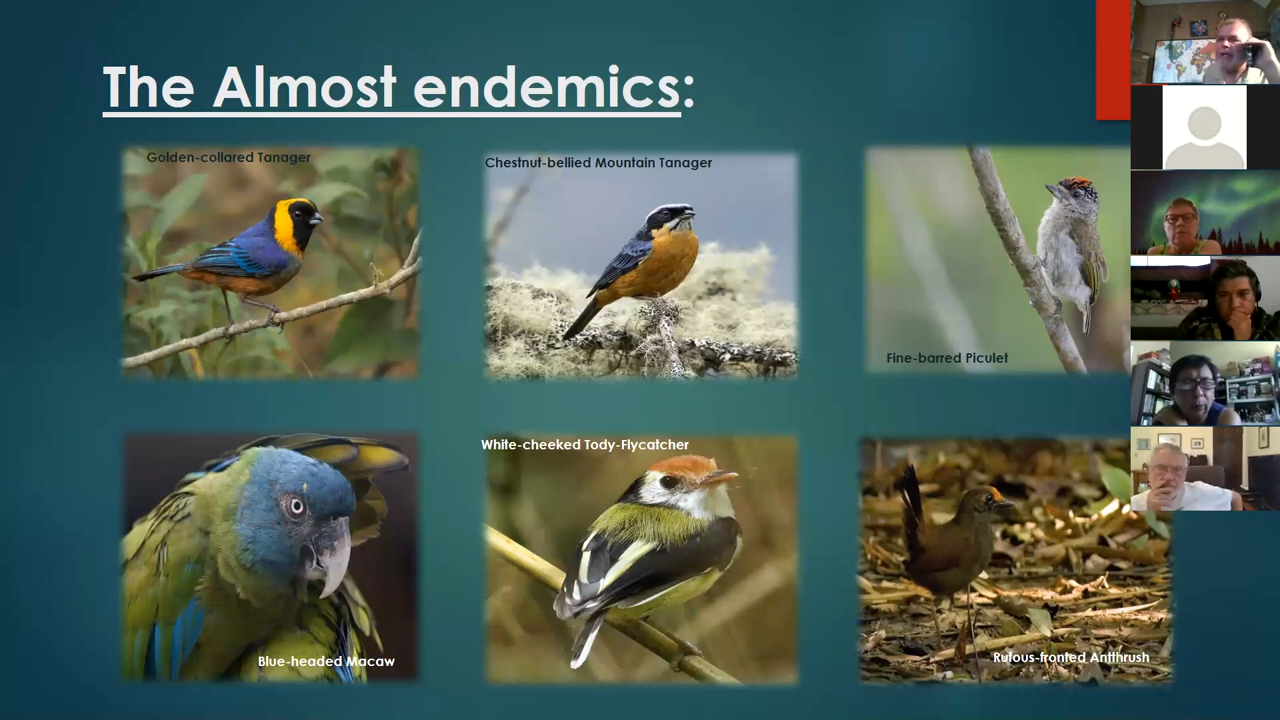 The Almost endemics:
Golden-collared Tanager
Chestnut-bellied Mountain Tanager
Fine-barred Piculet
White-cheeked Tody-Flycatcher
Blue-headed Macaw
Rufous-fronted Antthrush